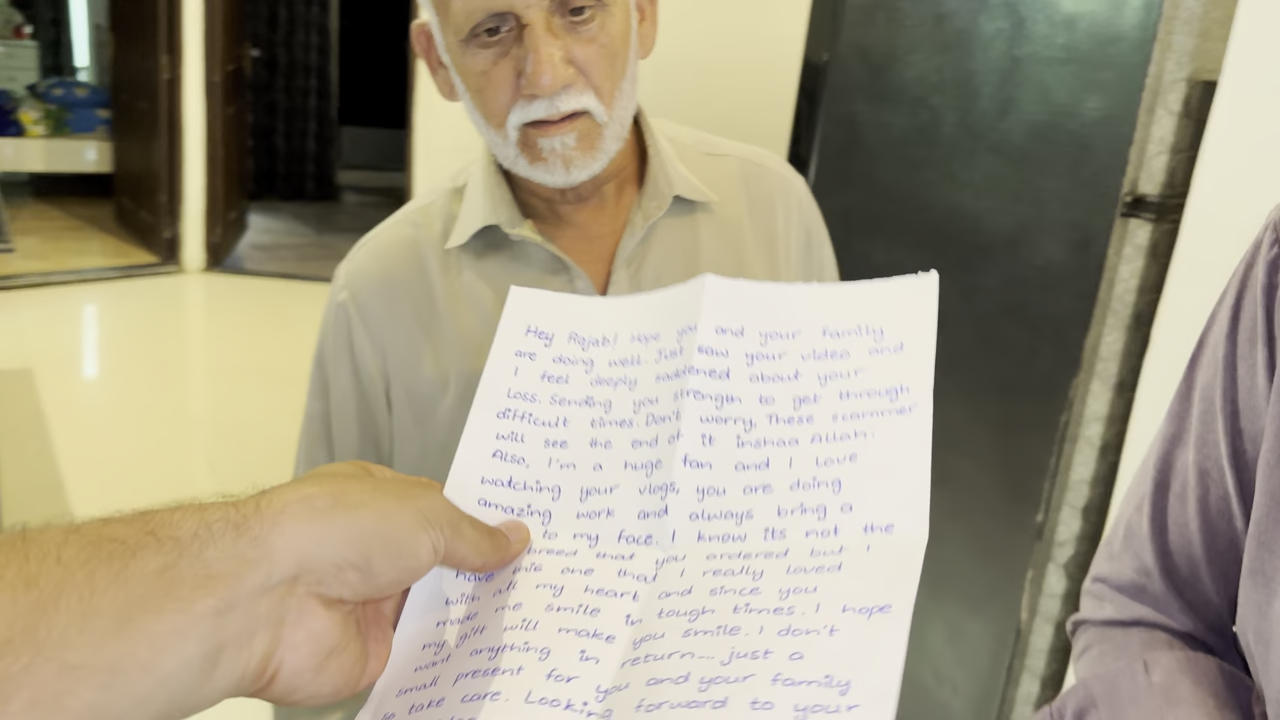 Hey Rajab! Hope you and your family
are doing well. Just saw your video and
I feel deeply saddened about your
Loss. Sending you strength to get through
difficult times. Don't worry, These scammer
will see the end of it inshaa Allah.
Also, I'm a huge fan and I love
watching your vlogs, you are doing
amazing work and always bring a
to my face. I know its not the
breed that you ordered but I
have this one that I really loved
with all my heart and since you
made me smile in tough times. I hope
my gift will make you smile. I don't
want anything in return... just a
small present for you and your family
to take care. Looking forward to your